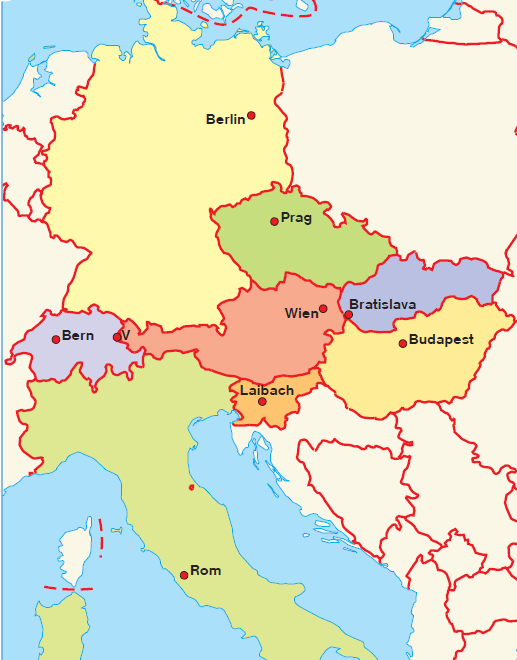 Berlin
Prag
Wien
Bratislava
Bern
V
Budapest
Laibach
Rom